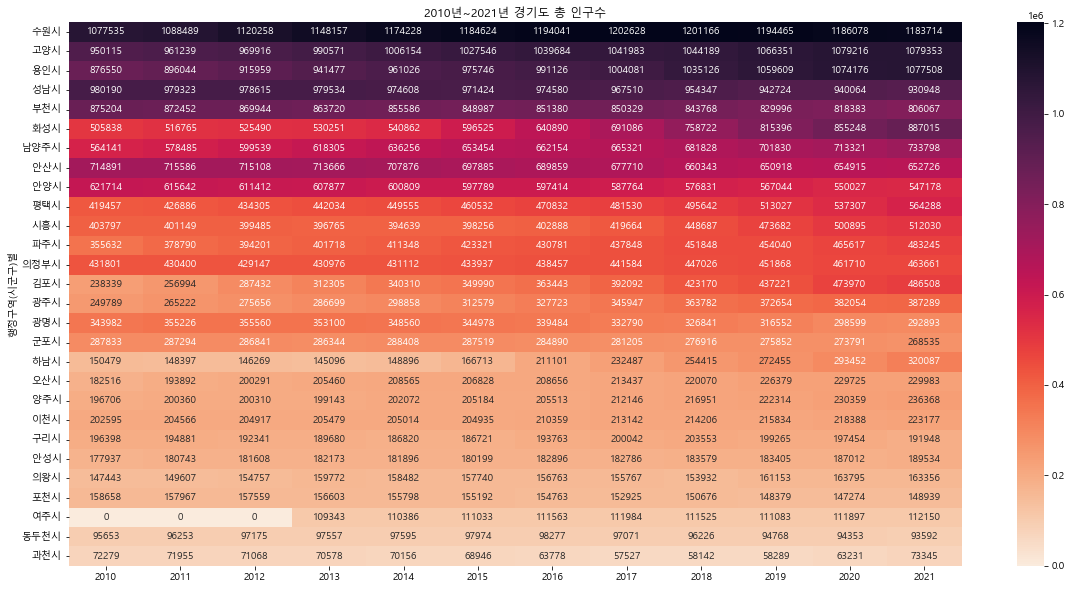 2010년~2021년 경기도 총 인구수
1e6
행정구역(시군구)별
수원시 1077535 1088489 1120258 1148157 1174228 1184624 1194041 1202628 1201166 1194465 1186078 1183714
고양시 950115 961239 969916 990571 1006154 1027546 1039684 1041983 1044189 1066351 1079216 1079353
용인시 876550 896044 915959 941477 961026 975746 991126 1004081 1035126 1059609 1074176 1077508
성남시 980190 979323 978615 979534 974608 971424 974580 967510 954347 942724 940064 930948
부천시 875204 872452 869944 863720 855586 848987 851380 850329 843768 829996 818383 806067
화성시 505838 516765 525490 530251 540862 596525 640890 691086 758722 815396 855248 887015
남양주시 564141 578485 599539 618305 636256 653454 662154 665321 681828 701830 713321 733798
안산시 714891 715586 715108 713666 707876 697885 689859 677710 660343 650918 654915 652726
안양시 621714 615642 611412 607877 600809 597789 597414 587764 576831 567044 550027 547178
평택시 419457 426886 434305 442034 449555 460532 470832 481530 495642 513027 537307 564288
시흥시 403797 401149 399485 396765 394639 398256 402888 419664 448687 473682 500895 512030
파주시 355632 378790 394201 401718 411348 423321 430781 437848 451848 454040 465617 483245
의정부시 431801 430400 429147 430976 431112 433937 438457 441584 447026 451868 461710 463661
김포시 238339 256994 287432 312305 340310 349990 363443 392092 423170 437221 473970 486508
광주시 249789 265222 275656 286699 298858 312579 327723 345947 363782 372654 382054 387289
광명시 343982 355226 355560 353100 348560 344978 339484 332790 326841 316552 298599 292893
군포시 287833 287294 286841 286344 288408 287519 284890 281205 276916 275852 273791 268535
하남시 150479 148397 146269 145096 148896 166713 211101 232487 254415 272455 293452 320087
오산시 182516 193892 200291 205460 208565 206828 208656 213437 220070 226379 229725 229983
양주시 196706 200360 200310 199143 202072 205184 205513 212146 216951 222314 230359 236368
이천시 202595 204566 204917 205479 205014 204935 210359 213142 214206 215834 218388 223177
구리시 196398 194881 192341 189680 186820 186721 193763 200042 203553 199265 197454 191948
안성시 177937 180743 181608 182173 181896 180199 182896 182786 183579 183405 187012 189534
의왕시 147443 149607 154757 159772 158482 157740 156763 155767 153932 161153 163795 163356
포천시 158658 157967 157559 156603 155798 155192 154763 152925 150676 148379 147274 148939
여주시 0 0 0 109343 110386 111033 111563 111984 111525 111083 111897 112150
동두천시 95653 96253 97175 97557 97595 97974 98277 97071 96226 94768 94353 93592
과천시 72279 71955 71068 70578 70156 68946 63778 57527 58142 58289 63231 73345
2010 2011 2012 2013 2014 2015 2016 2017 2018 2019 2020 2021
1.2
1.0
0.8
0.6
0.4
0.2
0.0